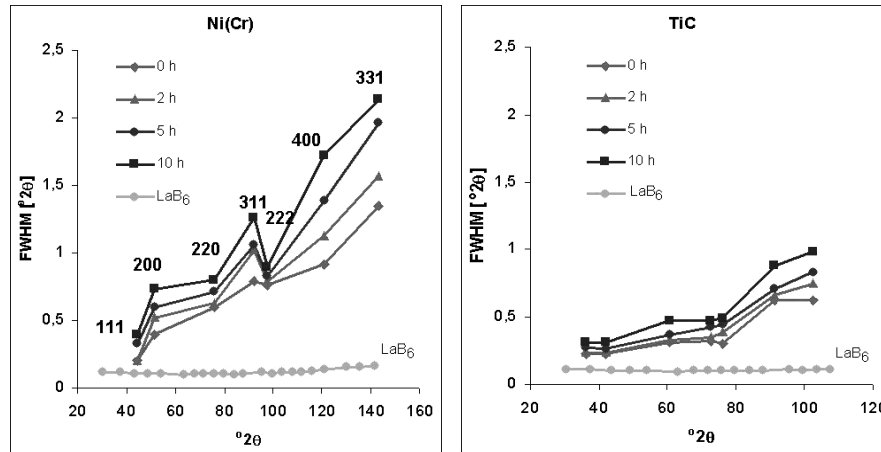 Ni(Cr)
2,5
2
1,5
1
0,5
0
FWHM [°2θ]
0 h
2 h
5 h
10 h
LaB6
111
200
220
311
222
400
331
LaB6
20 40 60 80 100 120 140 160
°2θ
TiC
2,5
2
1,5
1
0,5
0
FWHM [°2θ]
0 h
2 h
5 h
10 h
LaB6
LaB6
20 40 60 80 100 120
°2θ